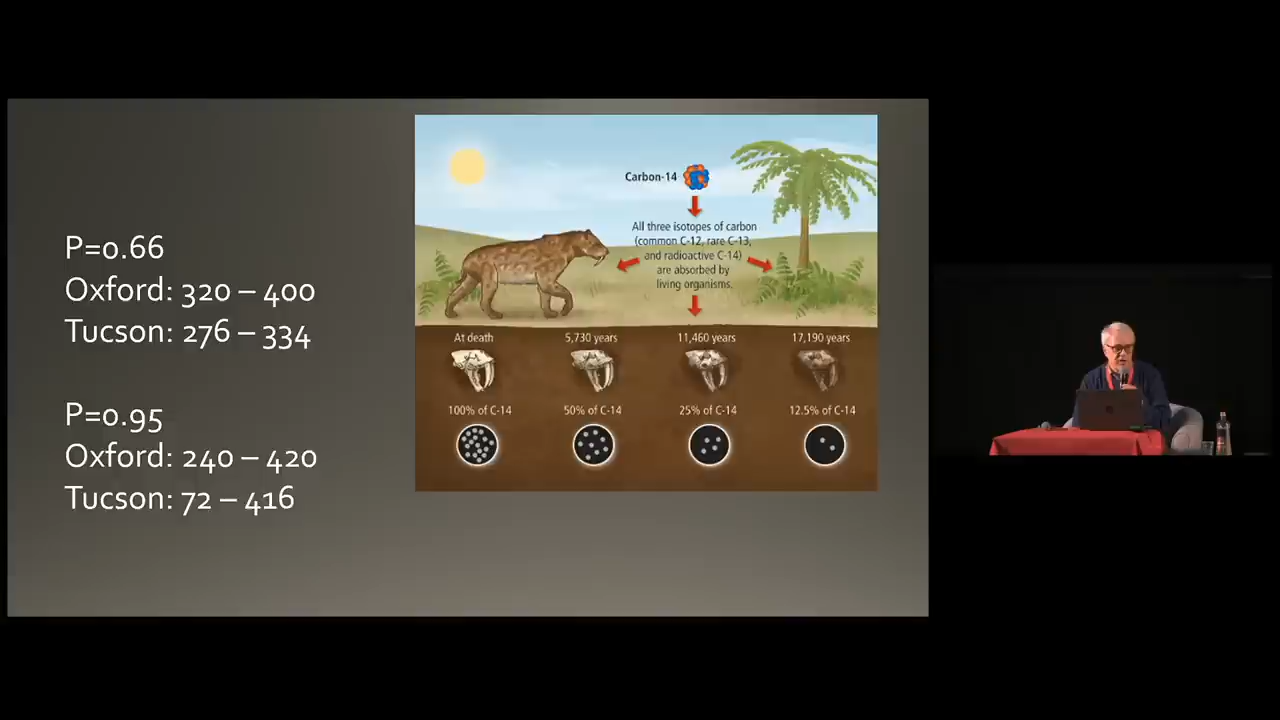 P=0.66
Oxford: 320 – 400
Tucson: 276 – 334
P=0.95
Oxford: 240 – 420
Tucson: 72 – 416
Carbon-14
All three isotopes of carbon
(common C-12, rare C-13,
and radioactive C-14)
are absorbed by
living organisms.
At death
5,730 years
11,460 years
17,190 years
100% of C-14
50% of C-14
25% of C-14
12.5% of C-14